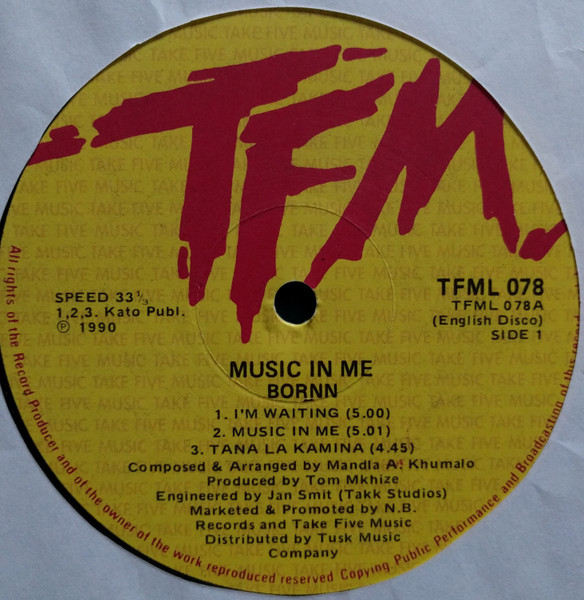 TFM
SPEED 33⅓
1,2,3. Kato Publ.
℗ 1990
TFML 078
TFML 078A
(English Disco)
SIDE 1
MUSIC IN ME
BORNN
1. I'M WAITING (5.00)
2. MUSIC IN ME (5.01)
3. TANA LA KAMINA (4.45)
Composed & Arranged by Mandla A. Khumalo
Produced by Tom Mkhize
Engineered by Jan Smit (Takk Studios)
Marketed & Promoted by N.B.
Records and Take Five Music
Distributed by Tusk Music
Company
All rights of the Record Producer and of the owner of the work reproduced reserved Copying, Public Performance and Broadcasting of these
TAKE FIVE MUSIC